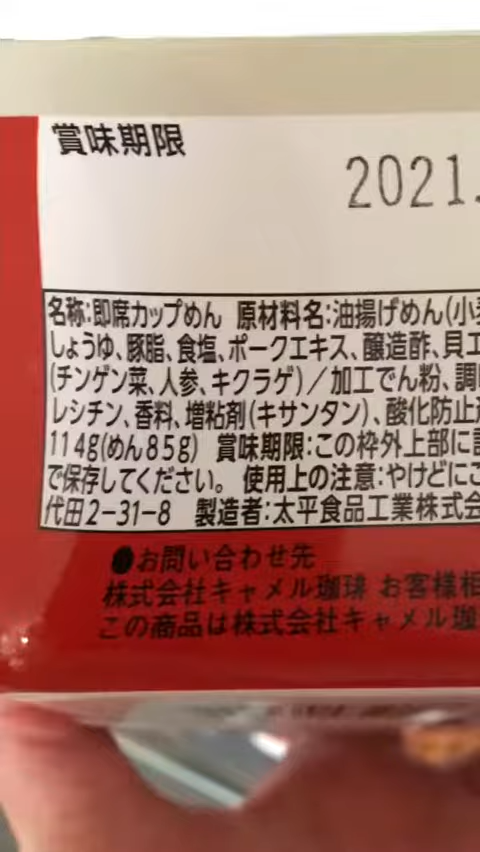 賞味期限
2021.
名称:即席カップめん 原材料名:油揚げめん(小麦
しょうゆ、豚脂、食塩、ポークエキス、醸造酢、貝エ
(チンゲン菜、人参、キクラゲ)／加工でん粉、調
レシチン、香料、増粘剤(キサンタン)、酸化防止
114g(めん85g) 賞味期限:この枠外上部に
で保存してください。 使用上の注意:やけどに
代田2-31-8 製造者:太平食品工業株式会
●お問い合わせ先
株式会社キャメル珈琲 お客様相
この商品は株式会社キャメル珈